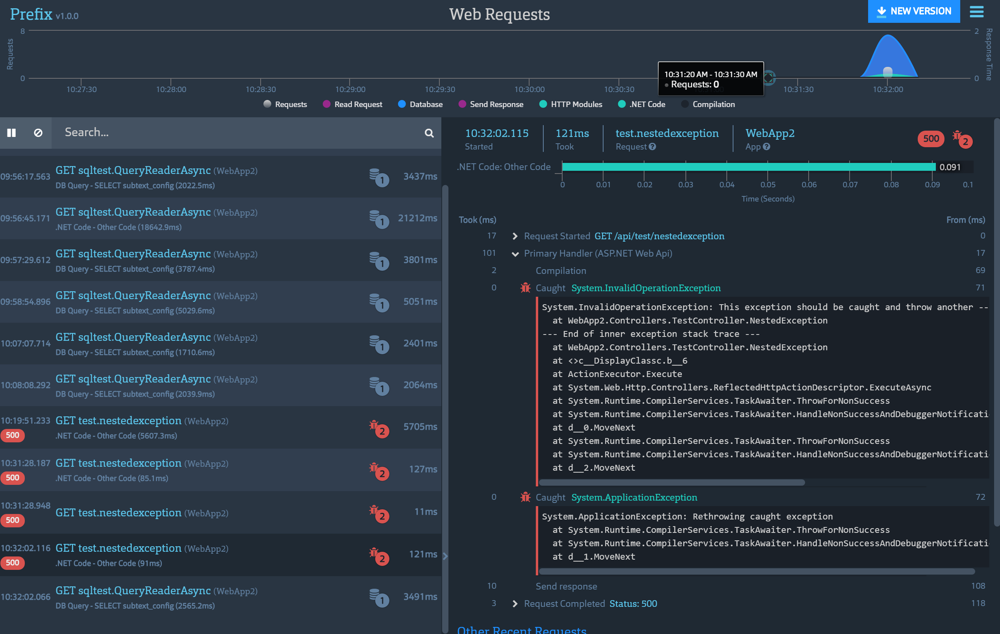 Prefix v1.0.0
Web Requests
NEW VERSION
8
0
Requests
2
0
Response Time
10:31:20 AM - 10:31:30 AM
Requests: 0
10:27:30 10:28:00 10:28:30 10:29:00 10:29:30 10:30:00 10:30:30 10:31:00 10:31:30 10:32:00
Requests Read Request Database Send Response HTTP Modules .NET Code Compilation
Search...
09:56:17.563 GET sqltest.QueryReaderAsync (WebApp2) 1 3437ms
DB Query - SELECT subtext_config (2022.5ms)
09:56:45.171 GET sqltest.QueryReaderAsync (WebApp2) 1 21212ms
.NET Code - Other Code (18642.9ms)
09:57:29.612 GET sqltest.QueryReaderAsync (WebApp2) 1 3801ms
DB Query - SELECT subtext_config (3787.4ms)
09:58:54.896 GET sqltest.QueryReaderAsync (WebApp2) 1 5051ms
DB Query - SELECT subtext_config (5029.6ms)
10:07:07.714 GET sqltest.QueryReaderAsync (WebApp2) 1 2401ms
DB Query - SELECT subtext_config (1710.6ms)
10:08:08.292 GET sqltest.QueryReaderAsync (WebApp2) 1 2064ms
DB Query - SELECT subtext_config (2039.9ms)
10:19:51.233 GET test.nestedexception (WebApp2) 2 5705ms
500 .NET Code - Other Code (5607.3ms)
10:31:28.187 GET test.nestedexception (WebApp2) 2 127ms
500 .NET Code - Other Code (85.1ms)
10:31:28.948 GET test.nestedexception (WebApp2) 2 11ms
500
10:32:02.116 GET test.nestedexception (WebApp2) 2 121ms
500 .NET Code - Other Code (91ms)
10:32:02.066 GET sqltest.QueryReaderAsync (WebApp2) 1 3491ms
DB Query - SELECT subtext_config (2565.2ms)
10:32:02.115 121ms test.nestedexception WebApp2 500 2
Started Took Request App
.NET Code: Other Code 0.091
0 0.01 0.02 0.03 0.04 0.05 0.06 0.07 0.08 0.09 0.1
Time (Seconds)
Took (ms) From (ms)
17 Request Started GET /api/test/nestedexception 0
101 Primary Handler (ASP.NET Web Api) 17
2 Compilation 69
0 Caught System.InvalidOperationException 71
System.InvalidOperationException: This exception should be caught and throw another --
at WebApp2.Controllers.TestController.NestedException
--- End of inner exception stack trace ---
at WebApp2.Controllers.TestController.NestedException
at <>c__DisplayClassc.b__6
at ActionExecutor.Execute
at System.Web.Http.Controllers.ReflectedHttpActionDescriptor.ExecuteAsync
at System.Runtime.CompilerServices.TaskAwaiter.ThrowForNonSuccess
at System.Runtime.CompilerServices.TaskAwaiter.HandleNonSuccessAndDebuggerNotificati
at d__0.MoveNext
at System.Runtime.CompilerServices.TaskAwaiter.ThrowForNonSuccess
at System.Runtime.CompilerServices.TaskAwaiter.HandleNonSuccessAndDebuggerNotificati
at d__2.MoveNext
0 Caught System.ApplicationException 72
System.ApplicationException: Rethrowing caught exception
at System.Runtime.CompilerServices.TaskAwaiter.ThrowForNonSuccess
at System.Runtime.CompilerServices.TaskAwaiter.HandleNonSuccessAndDebuggerNotificati
at d__1.MoveNext
10 Send response 108
3 Request Completed Status: 500 118
Other Recent Requests